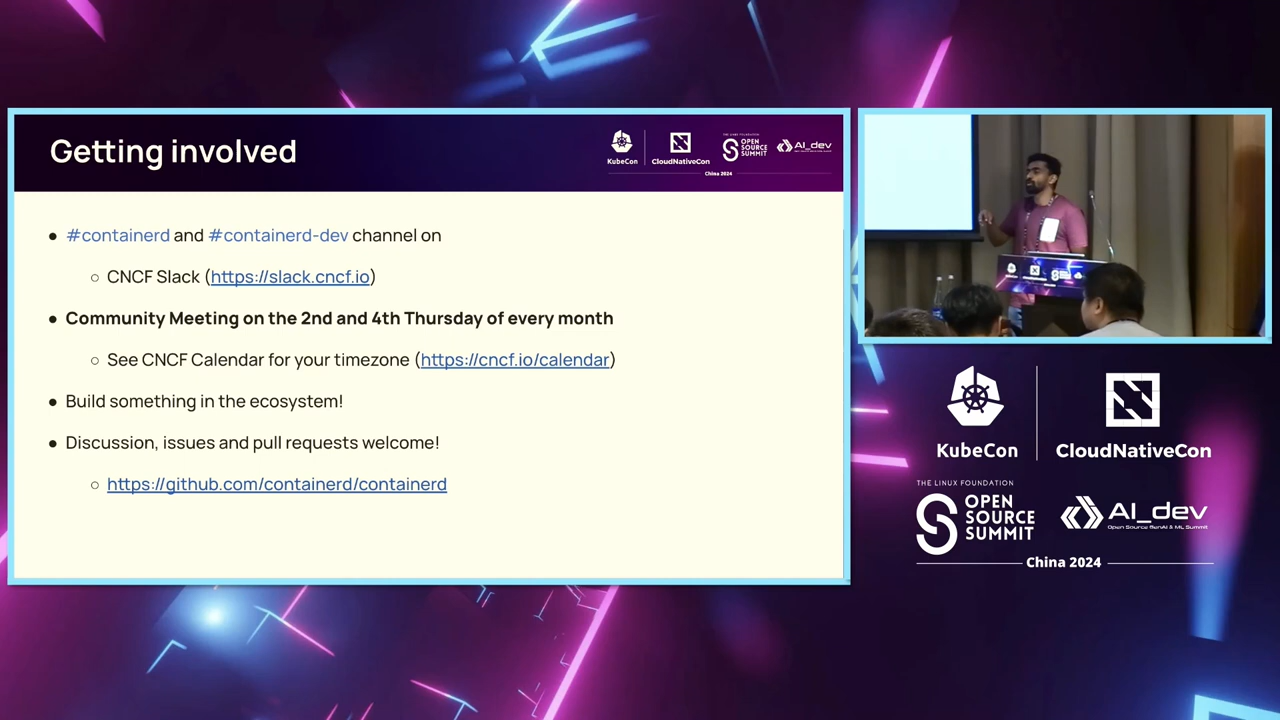 Getting involved
KubeCon
CloudNativeCon
THE LINUX FOUNDATION
OPEN
SOURCE
SUMMIT
AI_dev
China 2024
● #containerd and #containerd-dev channel on
○ CNCF Slack (https://slack.cncf.io)
● Community Meeting on the 2nd and 4th Thursday of every month
○ See CNCF Calendar for your timezone (https://cncf.io/calendar)
● Build something in the ecosystem!
● Discussion, issues and pull requests welcome!
○ https://github.com/containerd/containerd
KubeCon
CloudNativeCon
THE LINUX FOUNDATION
OPEN
SOURCE
SUMMIT
AI_dev
Open Source GenAI & ML Summit
China 2024